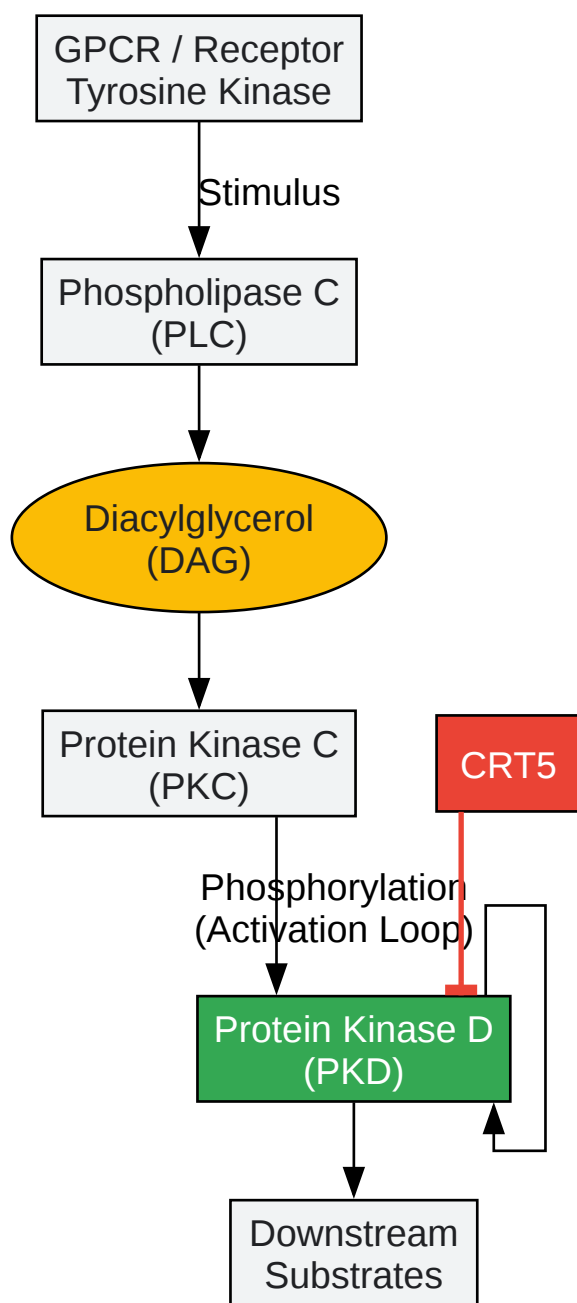 GPCR / Receptor
Tyrosine Kinase
Stimulus
Phospholipase C
(PLC)
Diacylglycerol
(DAG)
Protein Kinase C
(PKC)
CRT5
Phosphorylation
(Activation Loop)
Protein Kinase D
(PKD)
Downstream
Substrates